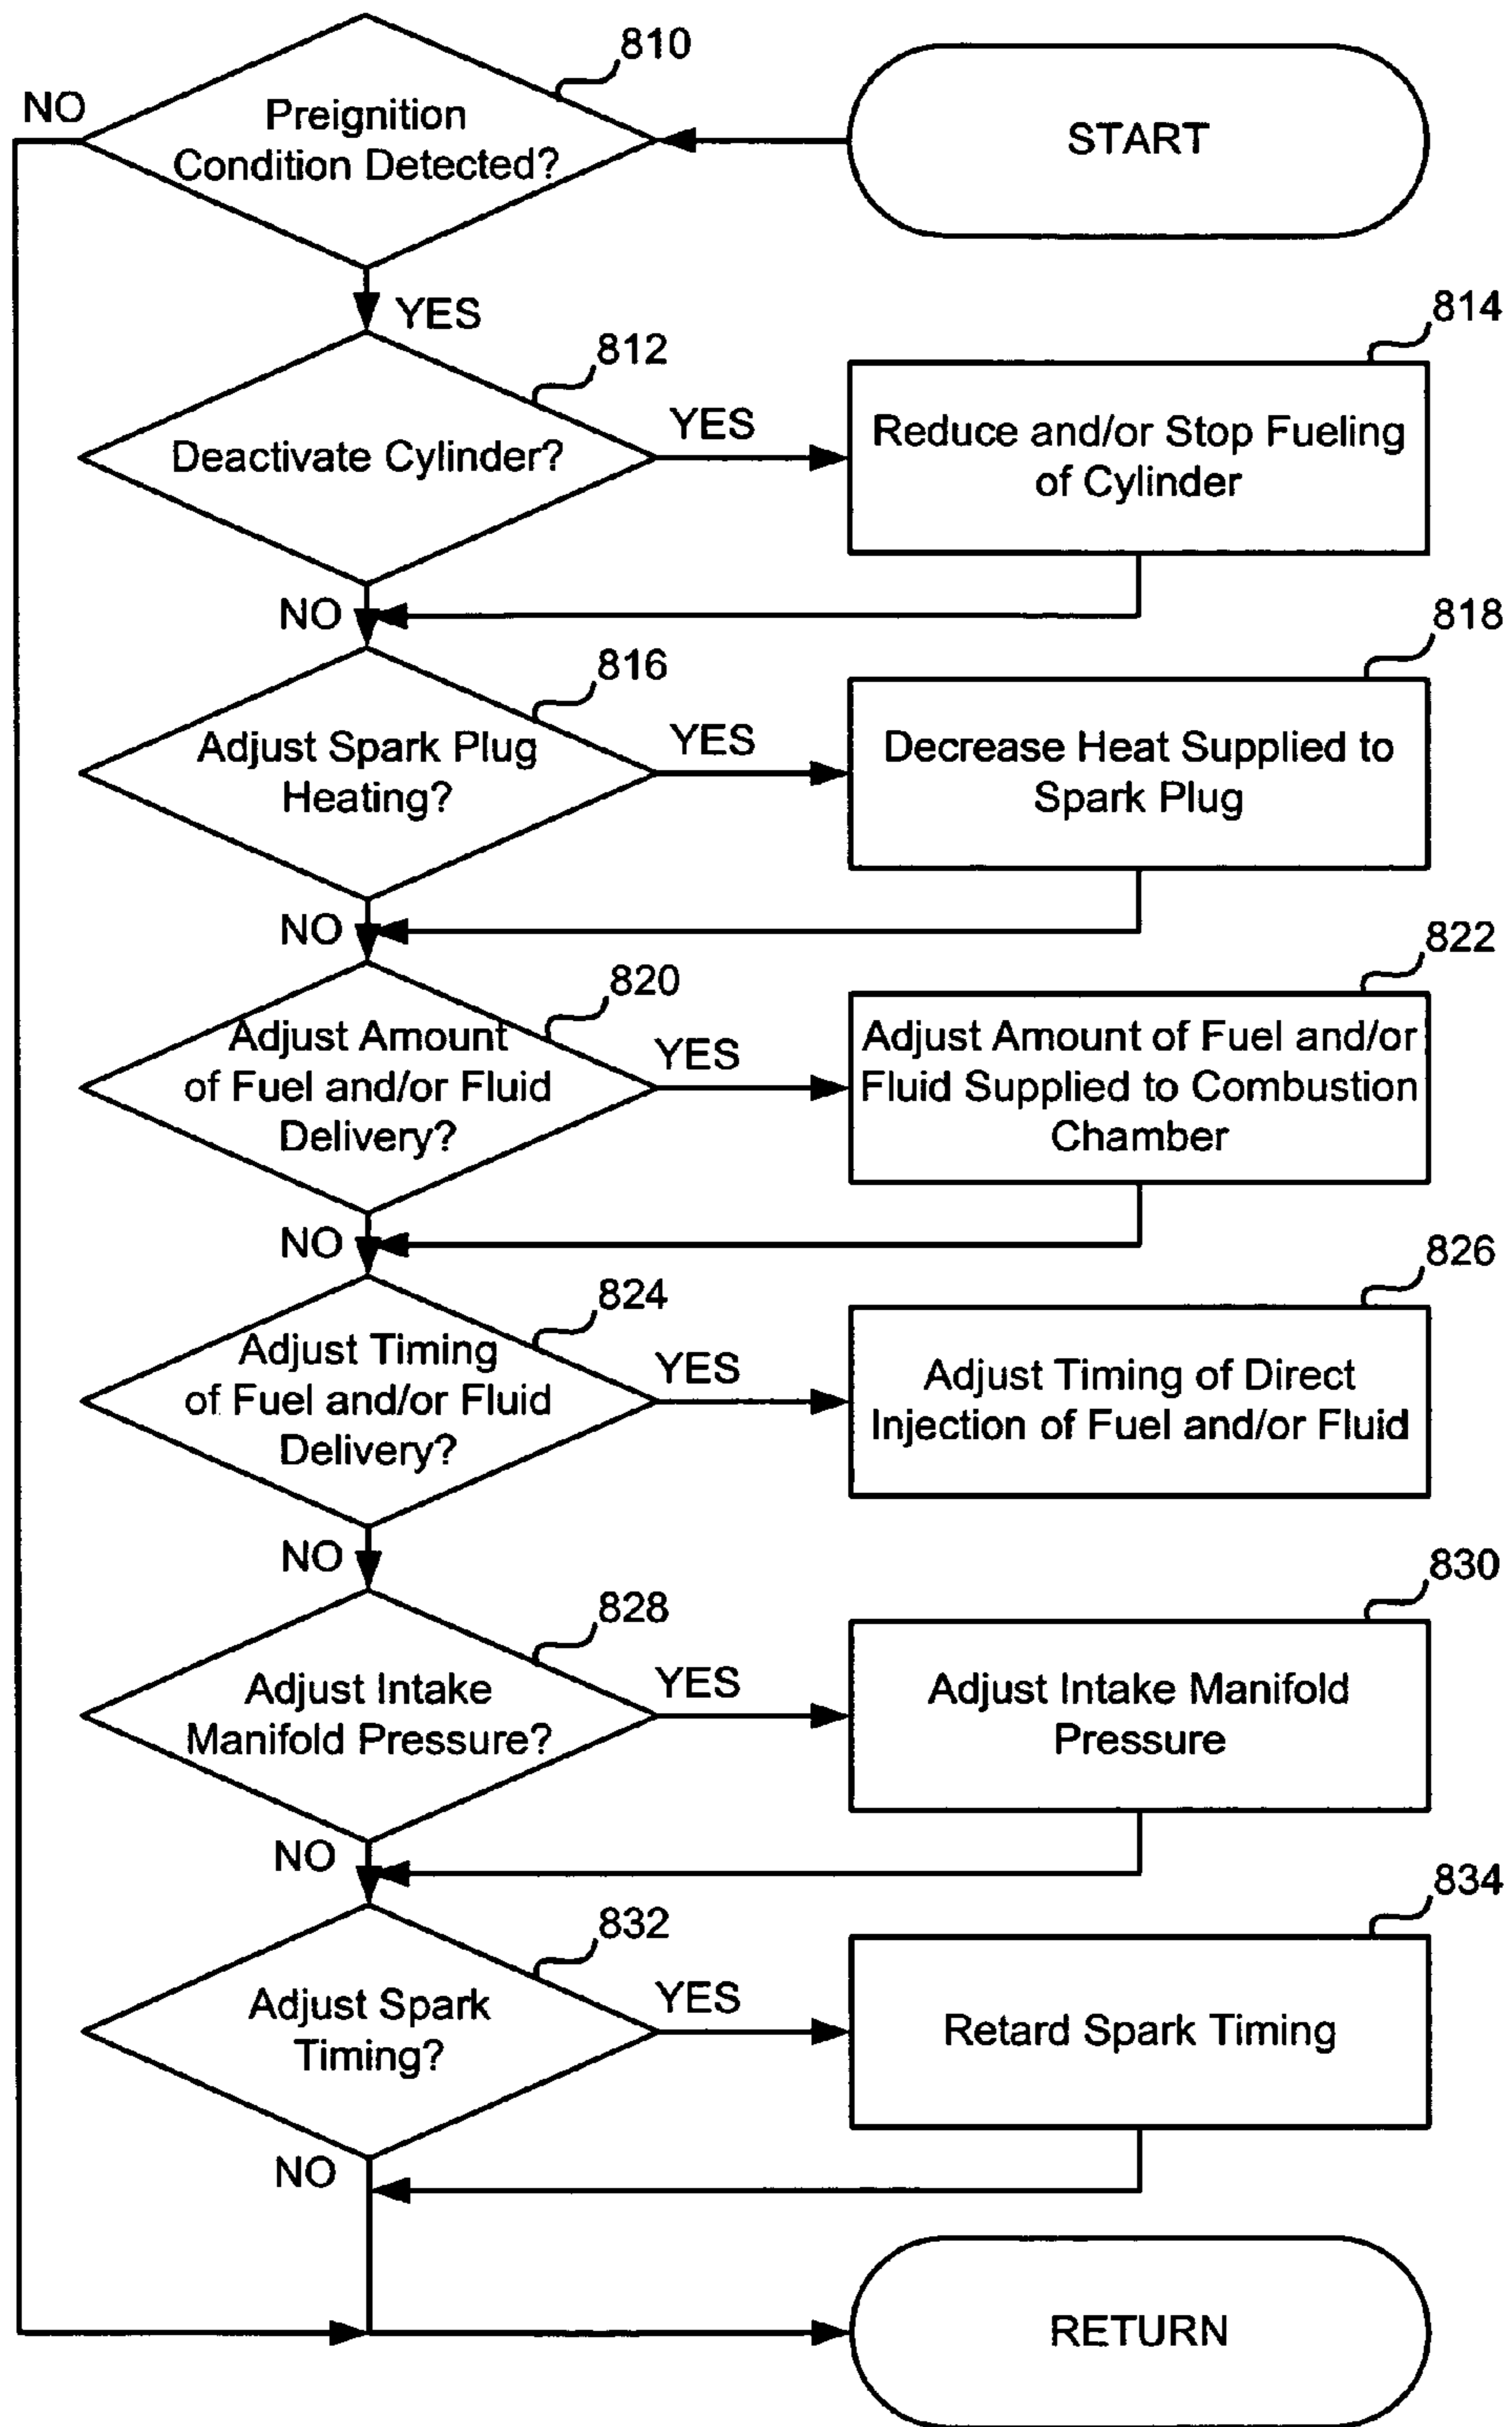 810
NO
Preignition
Condition Detected?
START
YES
812
814
Deactivate Cylinder?
YES
Reduce and/or Stop Fueling
of Cylinder
NO
816
818
Adjust Spark Plug
Heating?
YES
Decrease Heat Supplied to
Spark Plug
NO
820
822
Adjust Amount
of Fuel and/or Fluid
Delivery?
YES
Adjust Amount of Fuel and/or
Fluid Supplied to Combustion
Chamber
NO
824
826
Adjust Timing
of Fuel and/or Fluid
Delivery?
YES
Adjust Timing of Direct
Injection of Fuel and/or Fluid
NO
828
830
Adjust Intake
Manifold Pressure?
YES
Adjust Intake Manifold
Pressure
NO
832
834
Adjust Spark
Timing?
YES
Retard Spark Timing
NO
RETURN